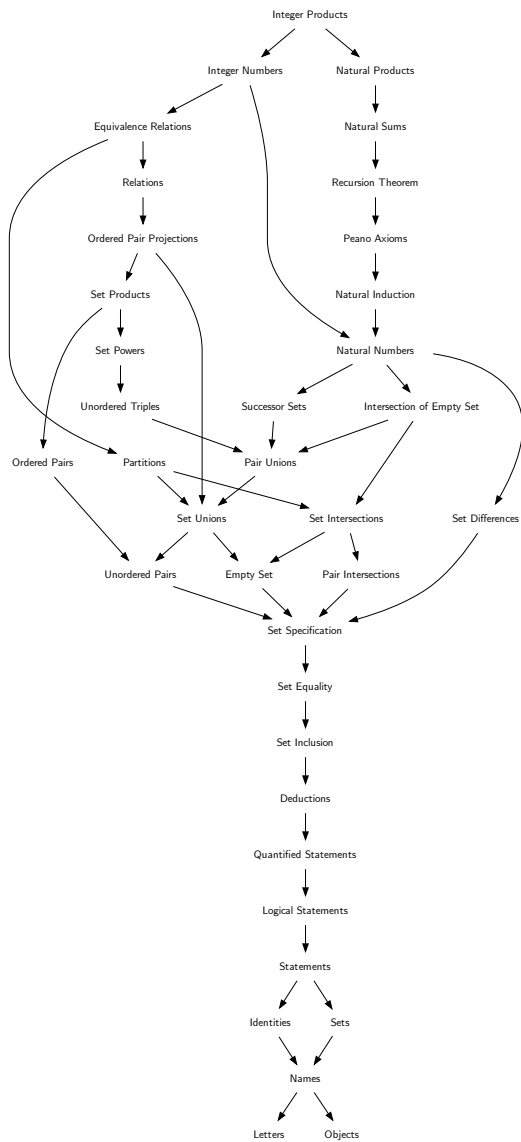 Integer Products
Integer Numbers
Natural Products
Equivalence Relations
Natural Sums
Relations
Recursion Theorem
Ordered Pair Projections
Peano Axioms
Set Products
Natural Induction
Set Powers
Natural Numbers
Unordered Triples
Successor Sets
Intersection of Empty Set
Ordered Pairs
Partitions
Pair Unions
Set Unions
Set Intersections
Set Differences
Unordered Pairs
Empty Set
Pair Intersections
Set Specification
Set Equality
Set Inclusion
Deductions
Quantified Statements
Logical Statements
Statements
Identities
Sets
Names
Letters
Objects